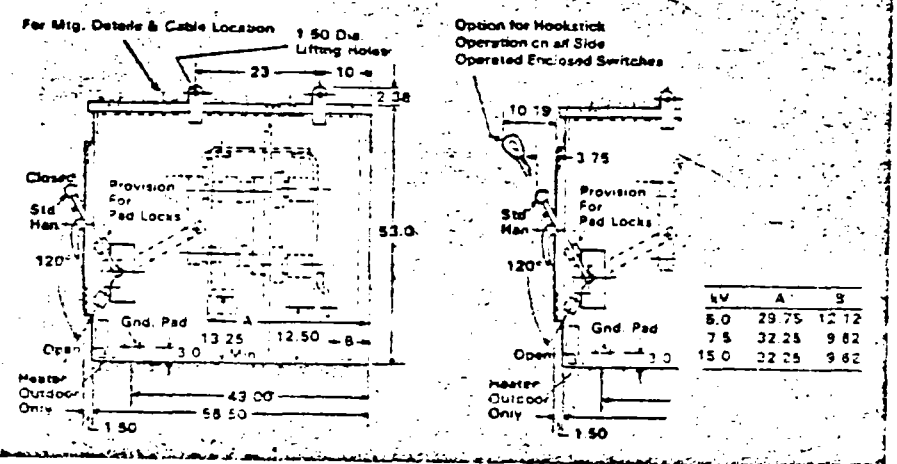 For Mtg. Details & Cable Location
1.50 Dia.
Lifting Holes
23
10
2.38
Closed
Std
Han
Provision
For
Pad Locks
120°
53.0
A
Gnd. Pad
13.25
12.50
B
3.0
Min
Open
Heater
Outdoor
Only
43.00
56.50
1.50
Option for Hookstick
Operation on all Side
Operated Enclosed Switches
10.19
3.75
Std
Han
Provision
For
Pad Locks
120°
Gnd. Pad
Open
3.0
Heater
Outdoor
Only
1.50
kV A B
5.0 29.75 12.12
7.5 32.25 9.62
15.0 32.25 9.62